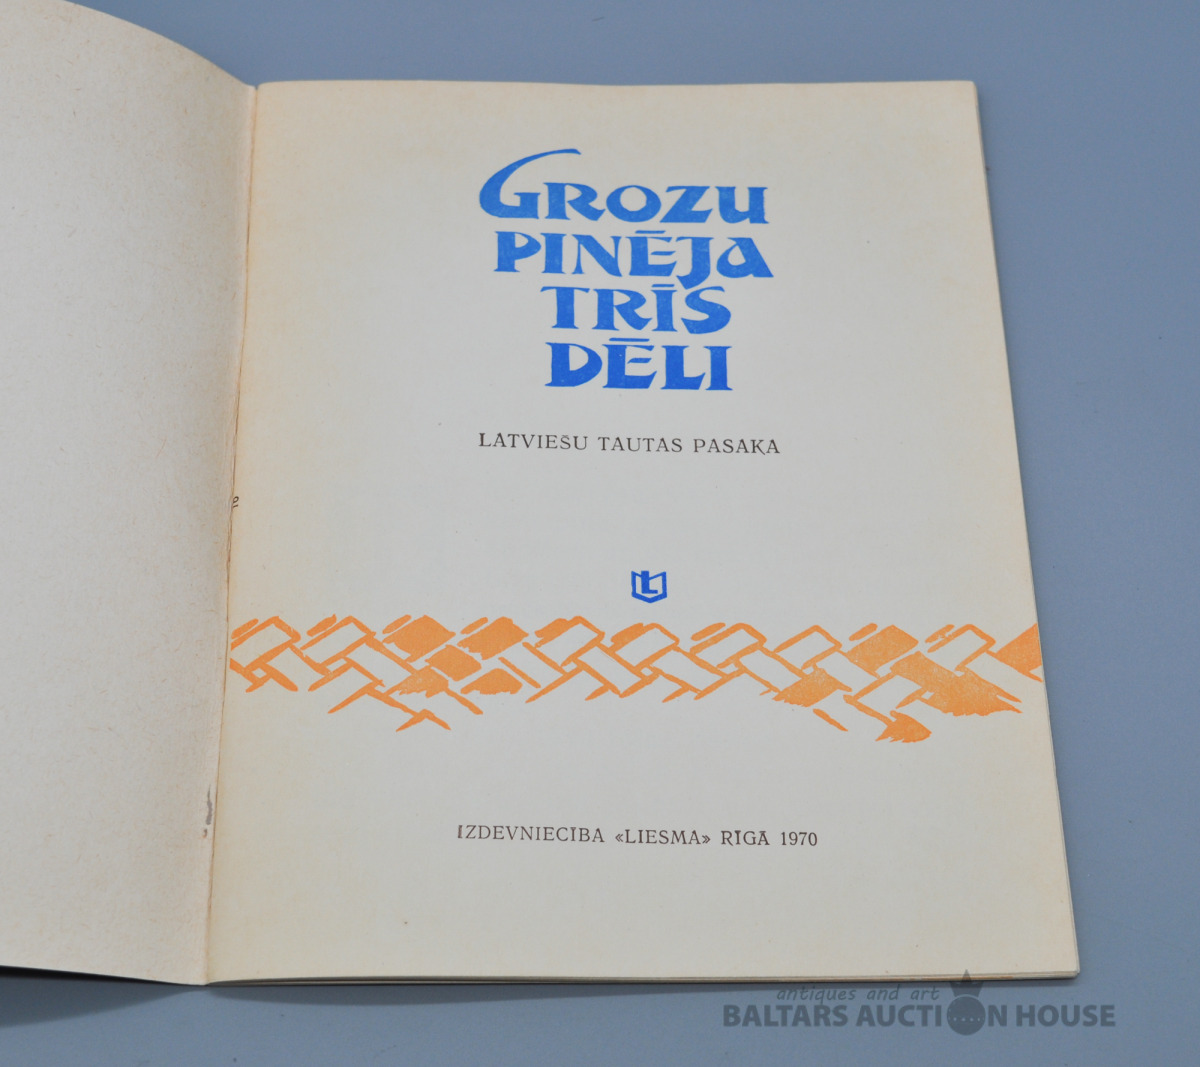 GROZU
PINĒJA
TRĪS
DĒLI
LATVIEŠU TAUTAS PASAKA
L
IZDEVNIECĪBA «LIESMA» RĪGĀ 1970
antiques and art
BALTARS AUCTION HOUSE